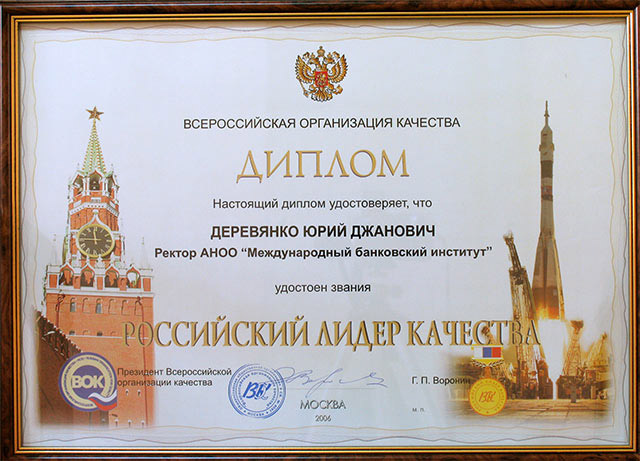 ВСЕРОССИЙСКАЯ ОРГАНИЗАЦИЯ КАЧЕСТВА
ДИПЛОМ
Настоящий диплом удостоверяет, что
ДЕРЕВЯНКО ЮРИЙ ДЖАНОВИЧ
Ректор АНОО “Международный банковский институт”
удостоен звания
РОССИЙСКИЙ ЛИДЕР КАЧЕСТВА
Президент Всероссийской
организации качества
Г. П. Воронин
ВОК
МОСКВА
2006
м. п.